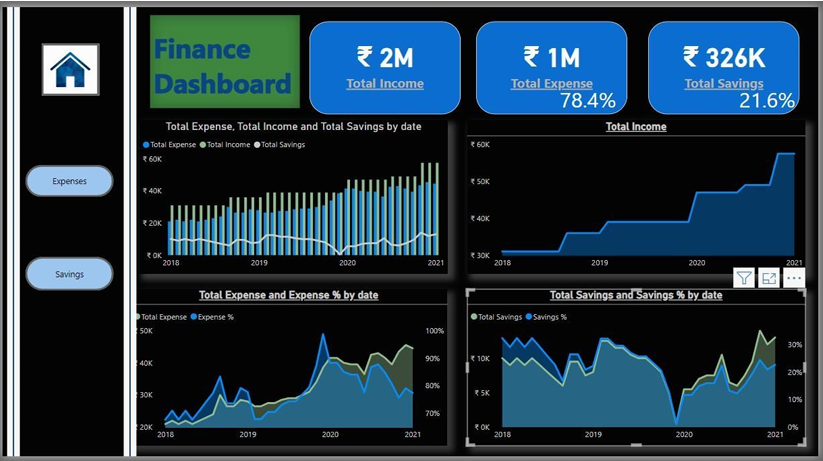 Finance
Dashboard
₹ 2M
Total Income
₹ 1M
Total Expense
78.4%
₹ 326K
Total Savings
21.6%
Expenses
Savings
Total Expense, Total Income and Total Savings by date
Total Expense Total Income Total Savings
₹ 60K
₹ 40K
₹ 20K
₹ 0K
2018 2019 2020 2021
Total Income
₹ 60K
₹ 50K
₹ 40K
₹ 30K
2018 2019 2020 2021
Total Expense and Expense % by date
Total Expense Expense %
₹ 50K 100%
₹ 40K 90%
₹ 30K 80%
70%
₹ 20K
2018 2019 2020 2021
Total Savings and Savings % by date
Total Savings Savings %
30%
₹ 10K
20%
₹ 5K
10%
₹ 0K 0%
2018 2019 2020 2021